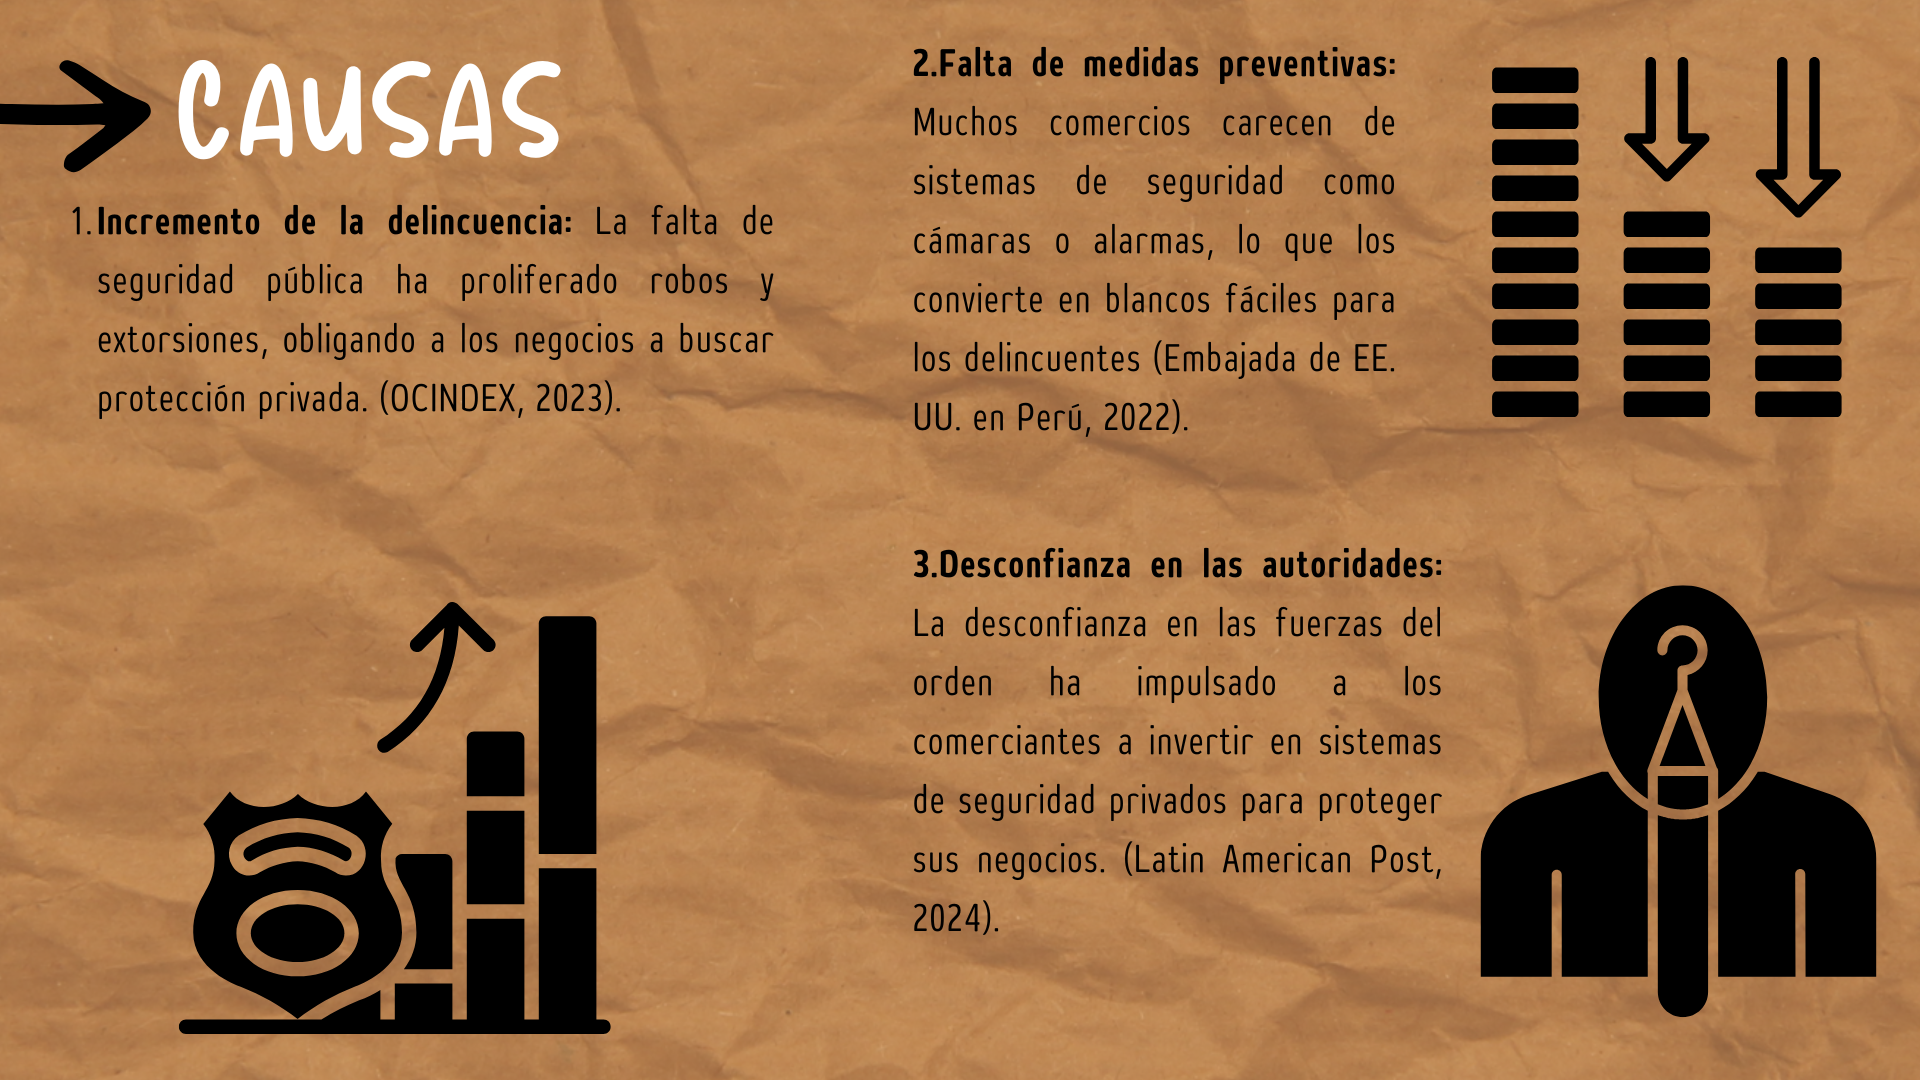 CAUSAS
1. Incremento de la delincuencia: La falta de
seguridad pública ha proliferado robos y
extorsiones, obligando a los negocios a buscar
protección privada. (OCINDEX, 2023).
2.Falta de medidas preventivas:
Muchos comercios carecen de
sistemas de seguridad como
cámaras o alarmas, lo que los
convierte en blancos fáciles para
los delincuentes (Embajada de EE.
UU. en Perú, 2022).
3.Desconfianza en las autoridades:
La desconfianza en las fuerzas del
orden ha impulsado a los
comerciantes a invertir en sistemas
de seguridad privados para proteger
sus negocios. (Latin American Post,
2024).